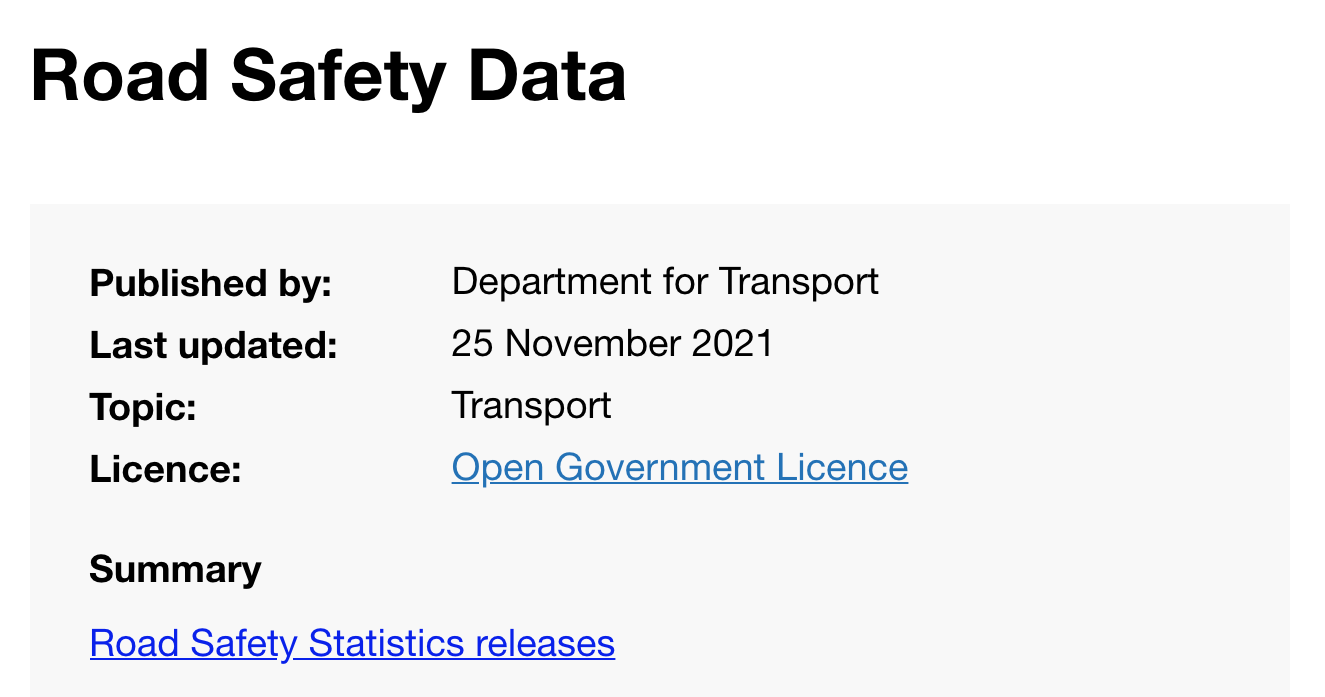 Road Safety Data
Published by: Department for Transport
Last updated: 25 November 2021
Topic: Transport
Licence: Open Government Licence
Summary
Road Safety Statistics releases